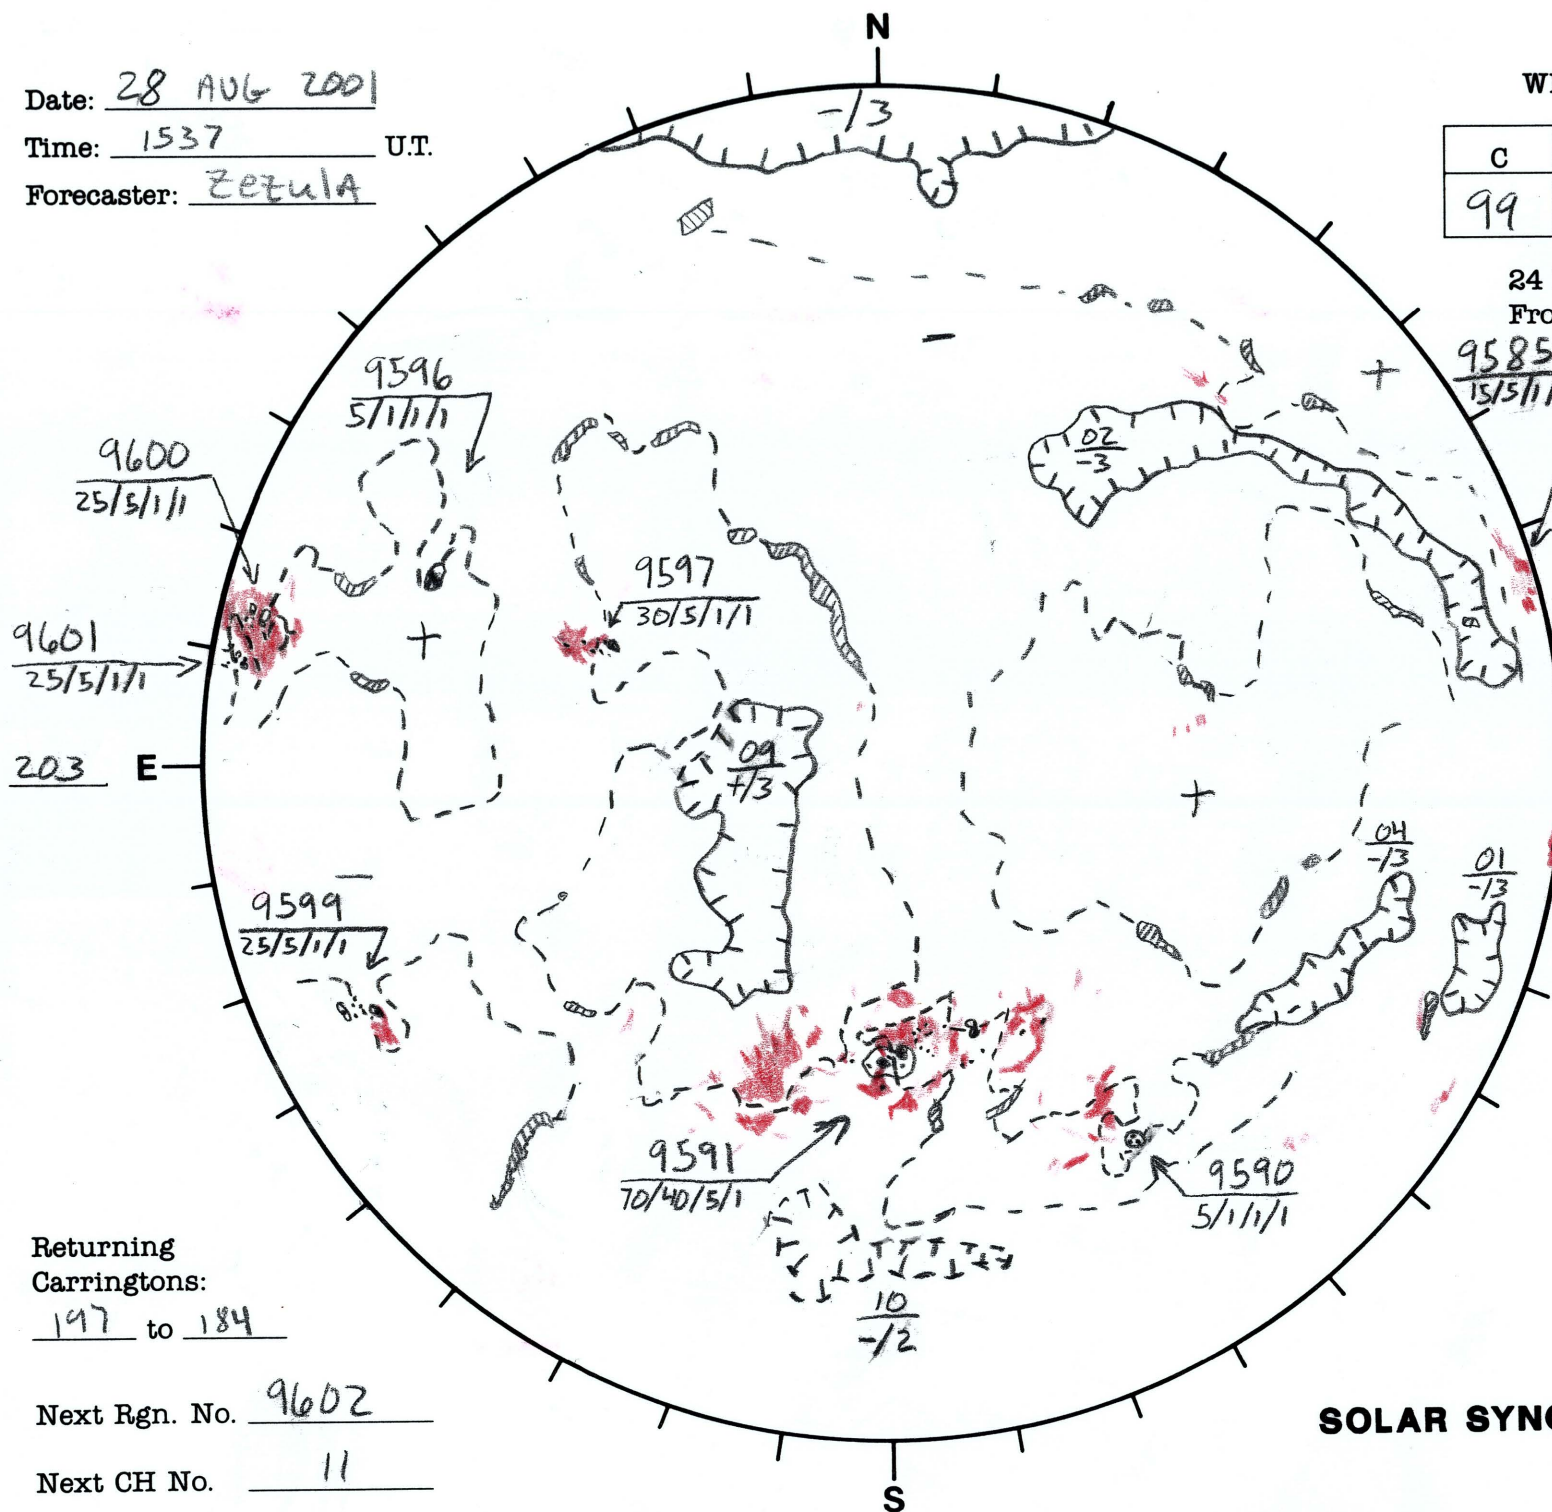 N
Date: 28 AUG 2001
Time: 1537 U.T.
Forecaster: ZEZULA
-/3
C
99
24
9585
15/5/1/
9596
5/1/1/1
02
-3
9600
25/5/1/1
9597
30/5/1/1
9601
25/5/1/1
203 E
09
+/3
04
-/3
01
-/3
9599
25/5/1/1
9591
70/40/5/1
9590
5/1/1/1
10
-/2
Returning
Carringtons:
197 to 184
Next Rgn. No. 9602
Next CH No. 11
SOLAR
S